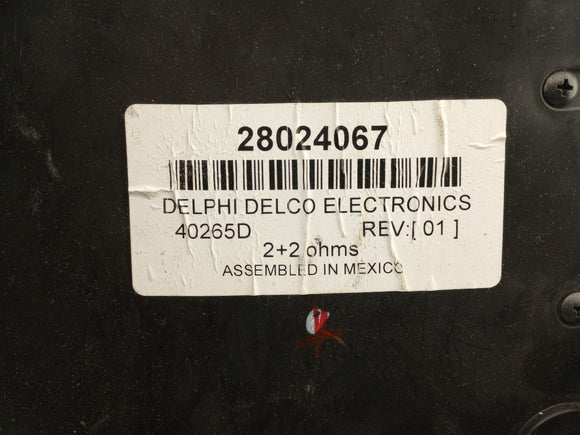 28024067
DELPHI DELCO ELECTRONICS
40265D REV:[ 01 ]
2+2 ohms
ASSEMBLED IN MEXICO